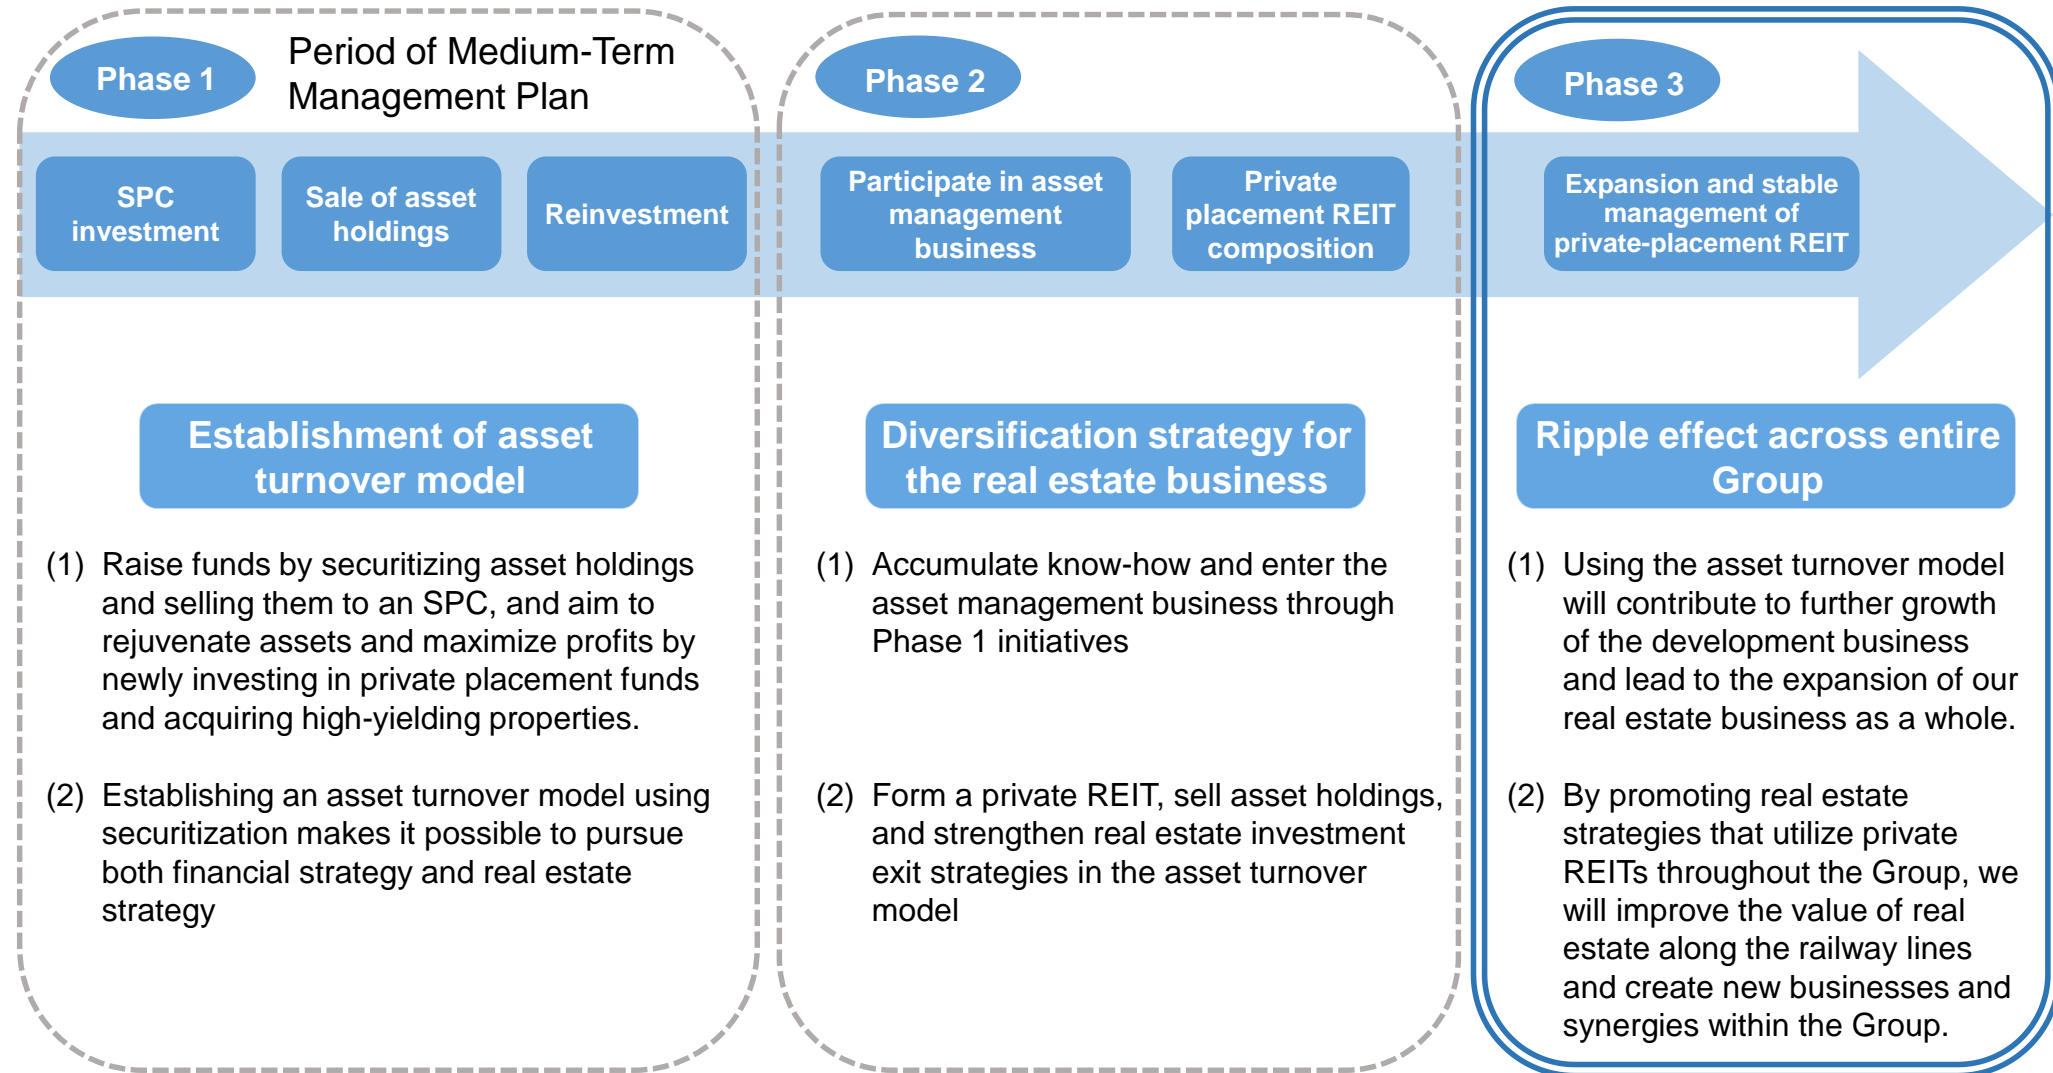 Phase 1
Period of Medium-Term
Management Plan
SPC
investment
Sale of asset
holdings
Reinvestment
Establishment of asset
turnover model
(1) Raise funds by securitizing asset holdings
and selling them to an SPC, and aim to
rejuvenate assets and maximize profits by
newly investing in private placement funds
and acquiring high-yielding properties.
(2) Establishing an asset turnover model using
securitization makes it possible to pursue
both financial strategy and real estate
strategy
Phase 2
Participate in asset
management
business
Private
placement REIT
composition
Diversification strategy for
the real estate business
(1) Accumulate know-how and enter the
asset management business through
Phase 1 initiatives
(2) Form a private REIT, sell asset holdings,
and strengthen real estate investment
exit strategies in the asset turnover
model
Phase 3
Expansion and stable
management of
private-placement REIT
Ripple effect across entire
Group
(1) Using the asset turnover model
will contribute to further growth
of the development business
and lead to the expansion of our
real estate business as a whole.
(2) By promoting real estate
strategies that utilize private
REITs throughout the Group, we
will improve the value of real
estate along the railway lines
and create new businesses and
synergies within the Group.